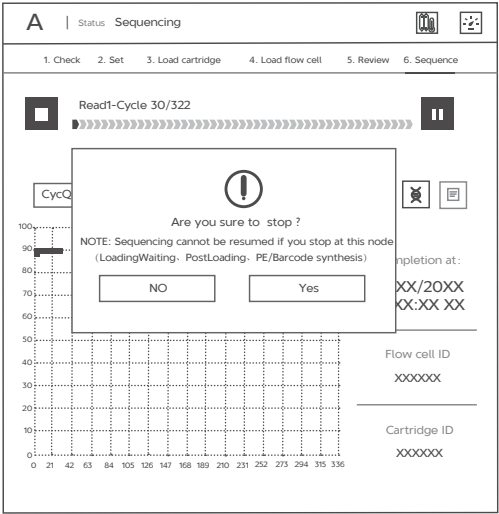 A | Status Sequencing
1. Check 2. Set 3. Load cartridge 4. Load flow cell 5. Review 6. Sequence
Read1-Cycle 30/322
CycQ
Are you sure to stop ?
NOTE: Sequencing cannot be resumed if you stop at this node
（LoadingWaiting、PostLoading、PE/Barcode synthesis）
NO Yes
mpletion at:
XX/20XX
XX:XX XX
Flow cell ID
XXXXXX
Cartridge ID
XXXXXX
100
90
80
70
60
50
40
30
20
10
0
0 21 42 63 84 105 126 147 168 189 210 231 252 273 294 315 336